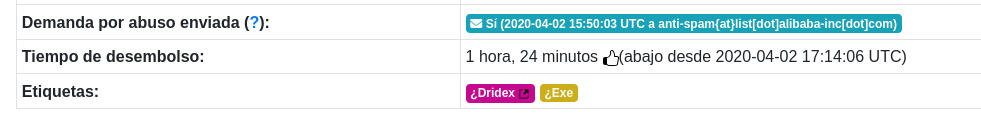 Demanda por abuso enviada (?): Sí (2020-04-02 15:50:03 UTC a anti-spam{at}list[dot]alibaba-inc[dot]com)
Tiempo de desembolso: 1 hora, 24 minutos (abajo desde 2020-04-02 17:14:06 UTC)
Etiquetas: ¿Dridex ¿Exe